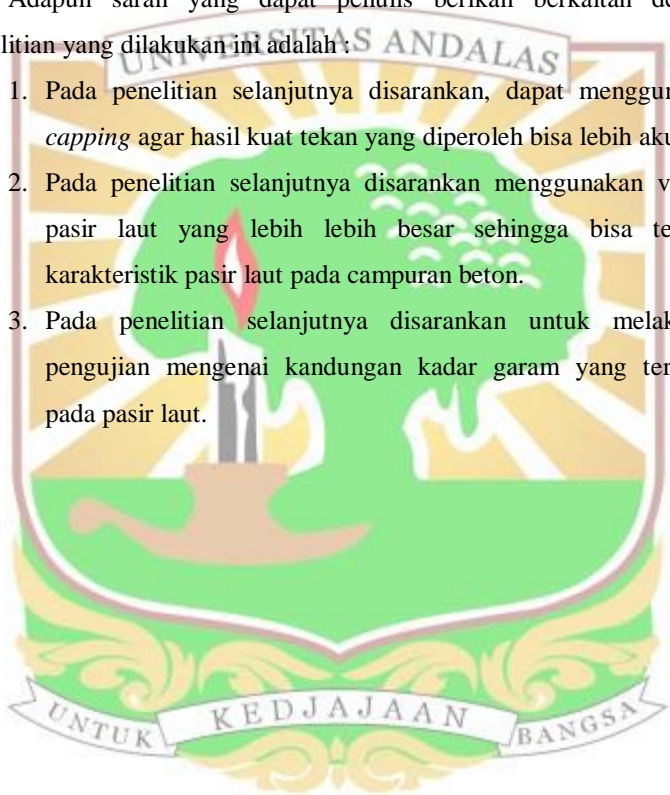 Adapun saran yang dapat penulis berikan berkaitan de
litian yang dilakukan ini adalah :
UNIVERSITAS ANDALAS
1. Pada penelitian selanjutnya disarankan, dapat menggun
capping agar hasil kuat tekan yang diperoleh bisa lebih aku
2. Pada penelitian selanjutnya disarankan menggunakan v
pasir laut yang lebih lebih besar sehingga bisa te
karakteristik pasir laut pada campuran beton.
3. Pada penelitian selanjutnya disarankan untuk melak
pengujian mengenai kandungan kadar garam yang ter
pada pasir laut.
UNTUK KEDJAJAAN BANGSA